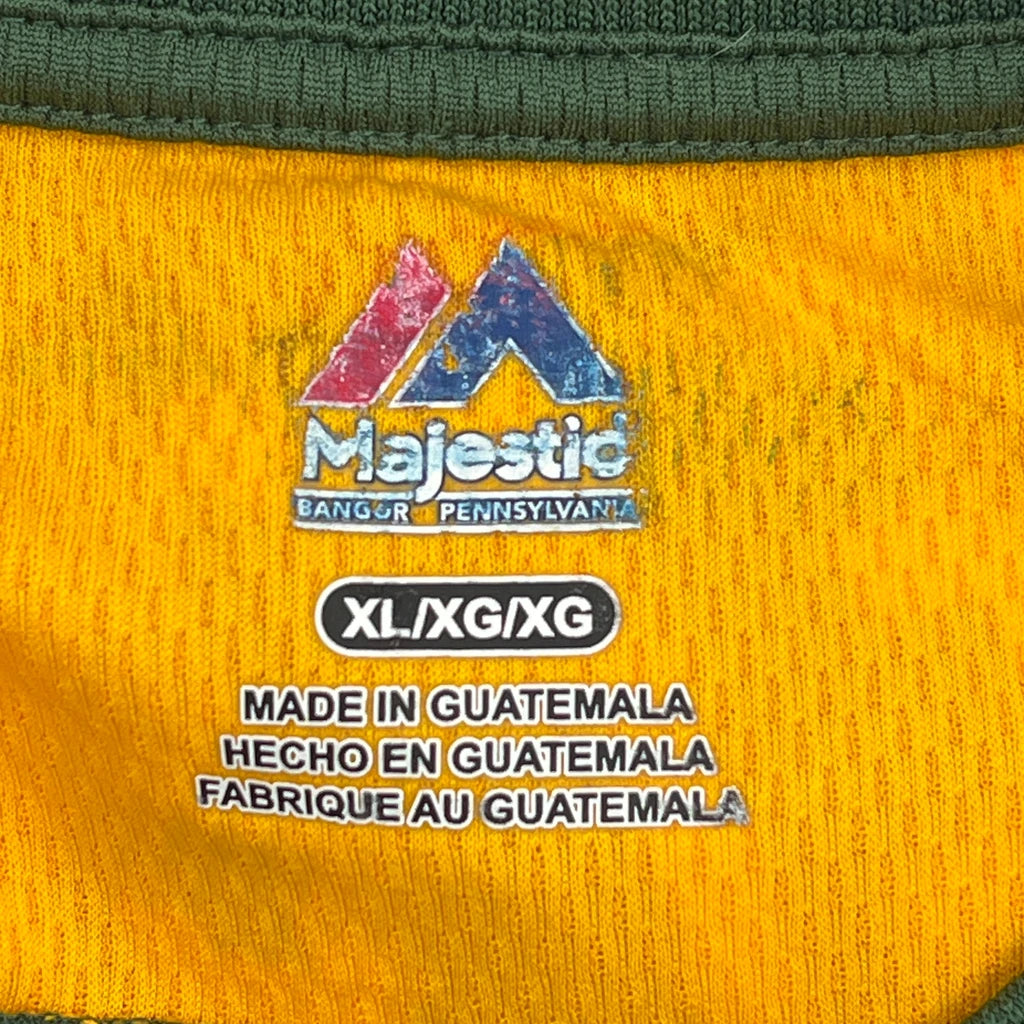 Majestic
BANGOR PENNSYLVANIA
XL/XG/XG
MADE IN GUATEMALA
HECHO EN GUATEMALA
FABRIQUE AU GUATEMALA